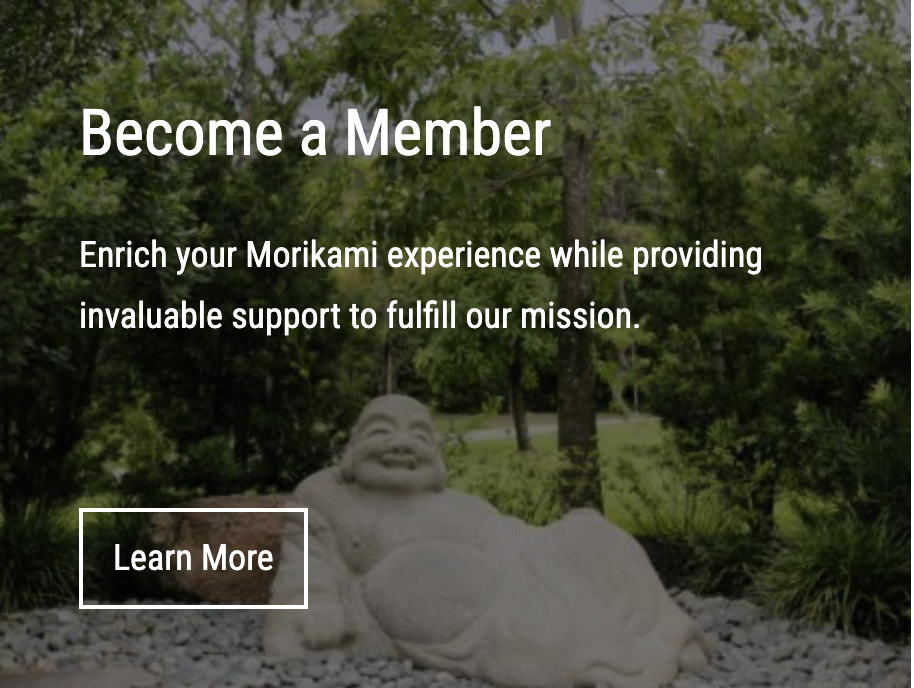 Become a Member
Enrich your Morikami experience while providing
invaluable support to fulfill our mission.
Learn More